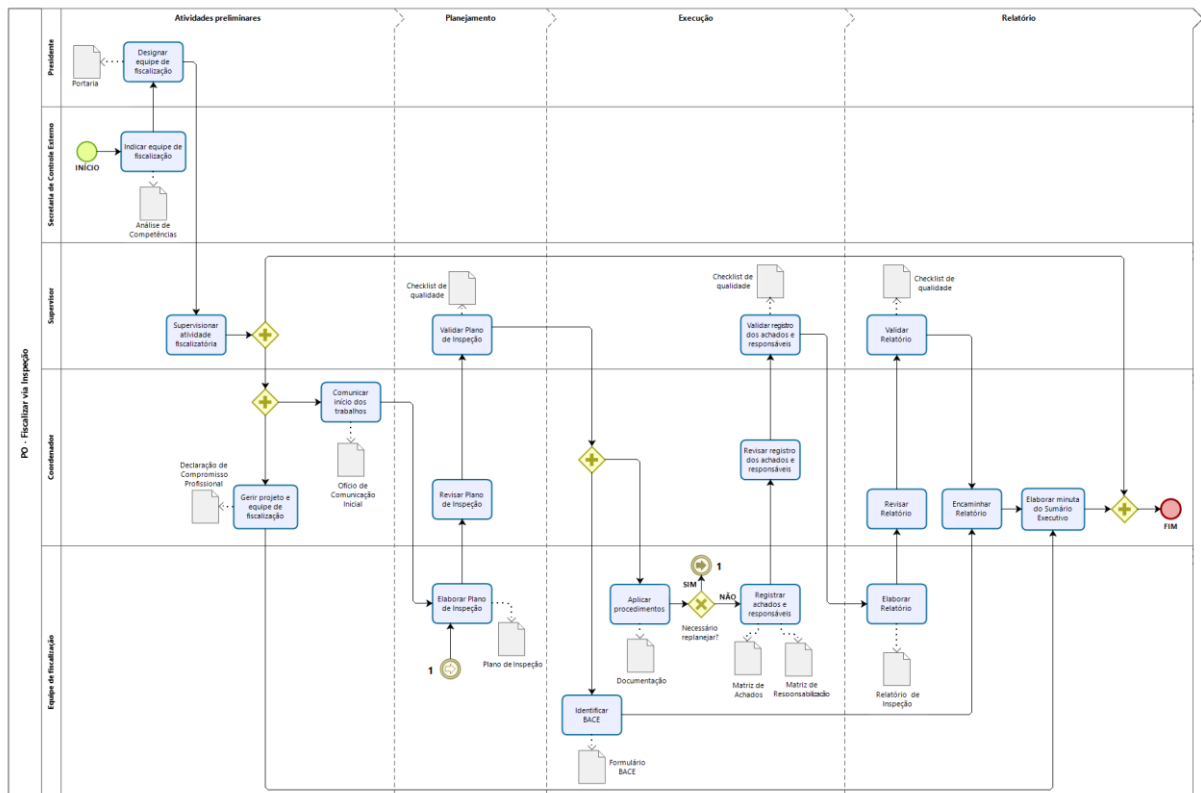 Atividades preliminares
Planejamento
Execução
Relatório
PO - Fiscalizar via Inspeção
Presidente
Designar
equipe de
fiscalização
Portaria
Secretaria de Controle Externo
INÍCIO
Indicar equipe de
fiscalização
Análise de
Competências
Supervisor
Supervisionar
atividade
fiscalizatória
Checklist de
qualidade
Validar Plano
de Inspeção
Checklist de
qualidade
Validar registro
dos achados e
responsáveis
Checklist de
qualidade
Validar
Relatório
Coordenador
Comunicar
início dos
trabalhos
Ofício de
Comunicação
Inicial
Declaração de
Compromisso
Profissional
Gerir projeto e
equipe de
fiscalização
Revisar Plano
de Inspeção
Revisar registro
dos achados e
responsáveis
Revisar
Relatório
Encaminhar
Relatório
Elaborar minuta
do Sumário
Executivo
FIM
Equipe de fiscalização
Elaborar Plano
de Inspeção
1
Plano de Inspeção
Aplicar
procedimentos
Documentação
SIM
1
NÃO
Necessário
replanejar?
Registrar
achados e
responsáveis
Matriz de
Achados
Matriz de
Responsabilização
Elaborar
Relatório
Relatório de
Inspeção
Identificar
BACE
Formulário
BACE